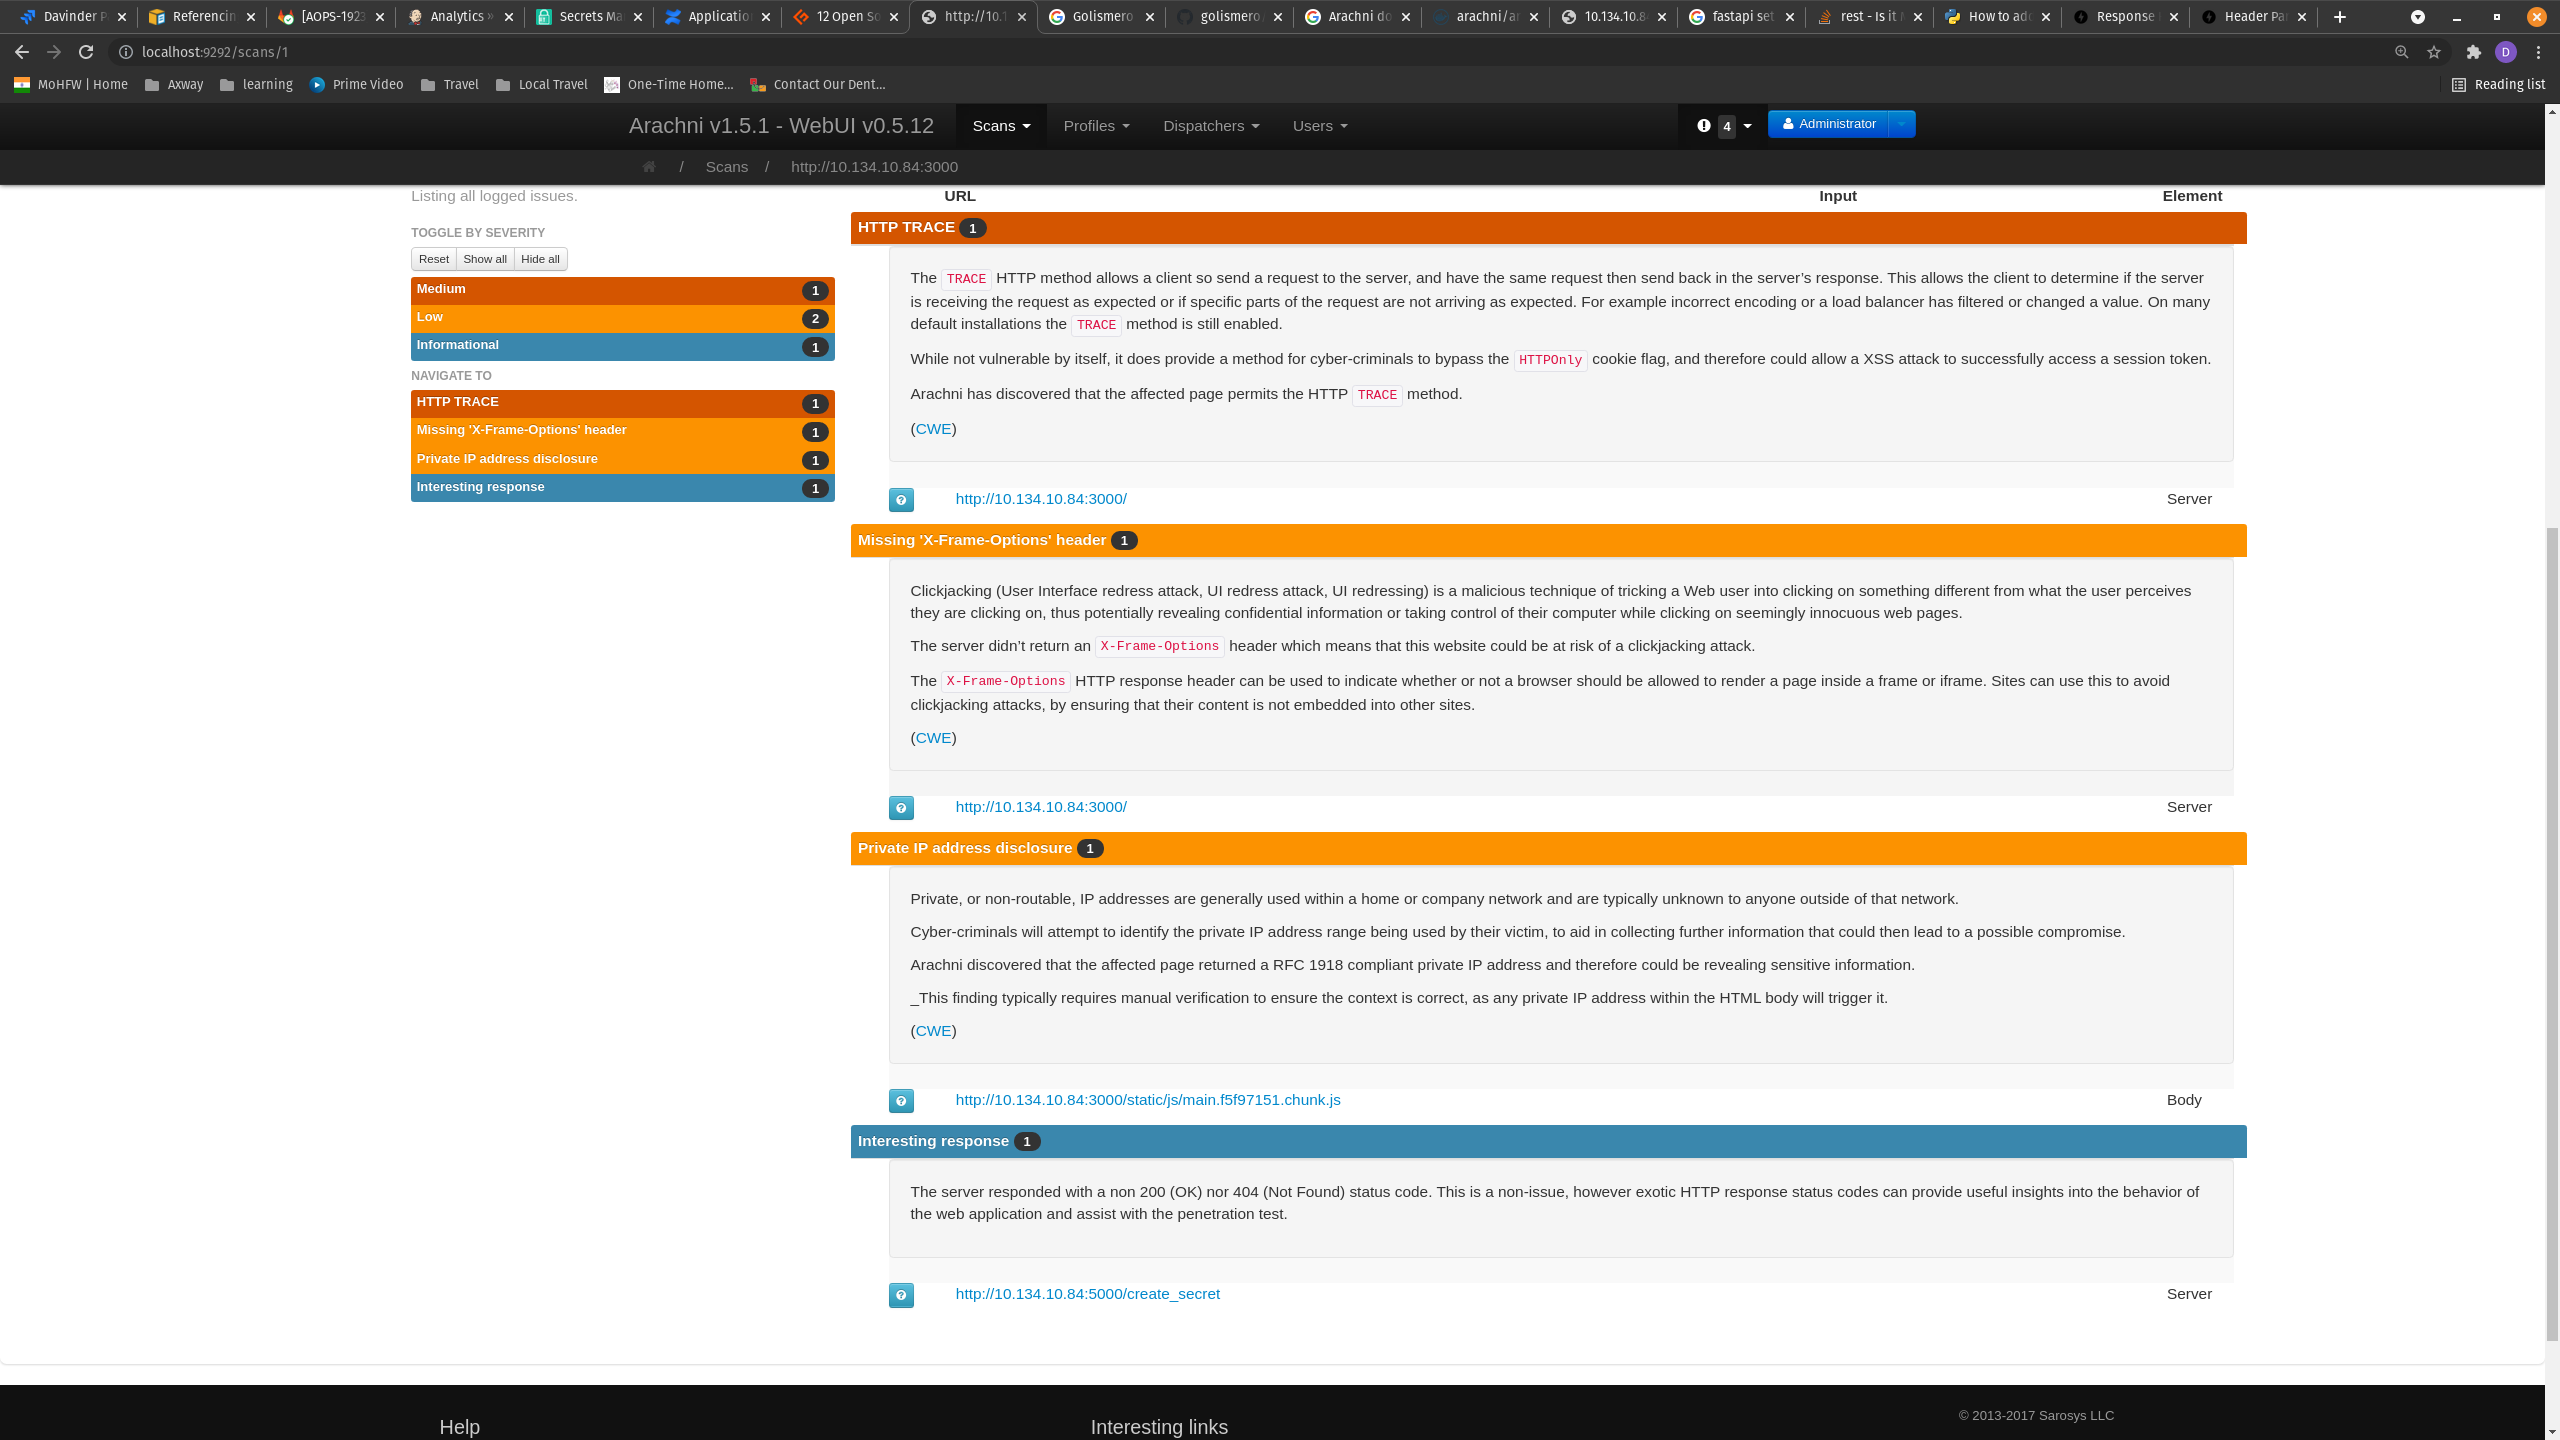 Davinder P
Referencin
[AOPS-1923
Analytics »
Secrets Ma
Application
12 Open So
http://10.1
Golismero
golismero/
Arachni do
arachni/ar
10.134.10.84
fastapi set
rest - Is it
How to add
Response
Header Par
localhost:9292/scans/1
D
MoHFW | Home
Axway
learning
Prime Video
Travel
Local Travel
One-Time Home...
Contact Our Dent...
Reading list
Arachni v1.5.1 - WebUI v0.5.12
Scans
Profiles
Dispatchers
Users
4
Administrator
/ Scans / http://10.134.10.84:3000
Listing all logged issues.
TOGGLE BY SEVERITY
Reset Show all Hide all
Medium 1
Low 2
Informational 1
NAVIGATE TO
HTTP TRACE 1
Missing 'X-Frame-Options' header 1
Private IP address disclosure 1
Interesting response 1
URL Input Element
HTTP TRACE 1
The TRACE HTTP method allows a client so send a request to the server, and have the same request then send back in the server’s response. This allows the client to determine if the server
is receiving the request as expected or if specific parts of the request are not arriving as expected. For example incorrect encoding or a load balancer has filtered or changed a value. On many
default installations the TRACE method is still enabled.
While not vulnerable by itself, it does provide a method for cyber-criminals to bypass the HTTPOnly cookie flag, and therefore could allow a XSS attack to successfully access a session token.
Arachni has discovered that the affected page permits the HTTP TRACE method.
(CWE)
http://10.134.10.84:3000/ Server
Missing 'X-Frame-Options' header 1
Clickjacking (User Interface redress attack, UI redress attack, UI redressing) is a malicious technique of tricking a Web user into clicking on something different from what the user perceives
they are clicking on, thus potentially revealing confidential information or taking control of their computer while clicking on seemingly innocuous web pages.
The server didn’t return an X-Frame-Options header which means that this website could be at risk of a clickjacking attack.
The X-Frame-Options HTTP response header can be used to indicate whether or not a browser should be allowed to render a page inside a frame or iframe. Sites can use this to avoid
clickjacking attacks, by ensuring that their content is not embedded into other sites.
(CWE)
http://10.134.10.84:3000/ Server
Private IP address disclosure 1
Private, or non-routable, IP addresses are generally used within a home or company network and are typically unknown to anyone outside of that network.
Cyber-criminals will attempt to identify the private IP address range being used by their victim, to aid in collecting further information that could then lead to a possible compromise.
Arachni discovered that the affected page returned a RFC 1918 compliant private IP address and therefore could be revealing sensitive information.
_This finding typically requires manual verification to ensure the context is correct, as any private IP address within the HTML body will trigger it.
(CWE)
http://10.134.10.84:3000/static/js/main.f5f97151.chunk.js Body
Interesting response 1
The server responded with a non 200 (OK) nor 404 (Not Found) status code. This is a non-issue, however exotic HTTP response status codes can provide useful insights into the behavior of
the web application and assist with the penetration test.
http://10.134.10.84:5000/create_secret Server
Help
Interesting links
© 2013-2017 Sarosys LLC